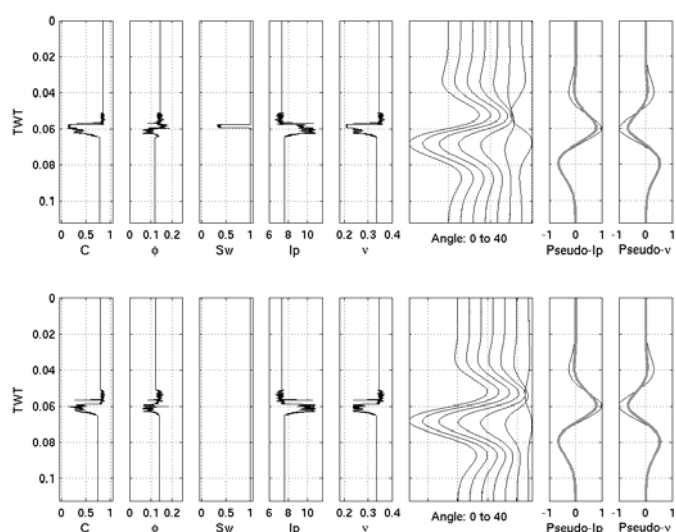 0
0.02
0.04
TWT
0.06
0.08
0.1
0 0.5 1
C
0 0.1 0.2
ϕ
0 0.5 1
Sw
6 8 10
Ip
0.2 0.3 0.4
ν
Angle: 0 to 40
-1 0 1
Pseudo-Ip
-1 0 1
Pseudo-ν
0
0.02
0.04
TWT
0.06
0.08
0.1
0 0.5 1
C
0 0.1 0.2
ϕ
0 0.5 1
Sw
6 8 10
Ip
0.2 0.3 0.4
ν
Angle: 0 to 40
-1 0 1
Pseudo-Ip
-1 0 1
Pseudo-ν